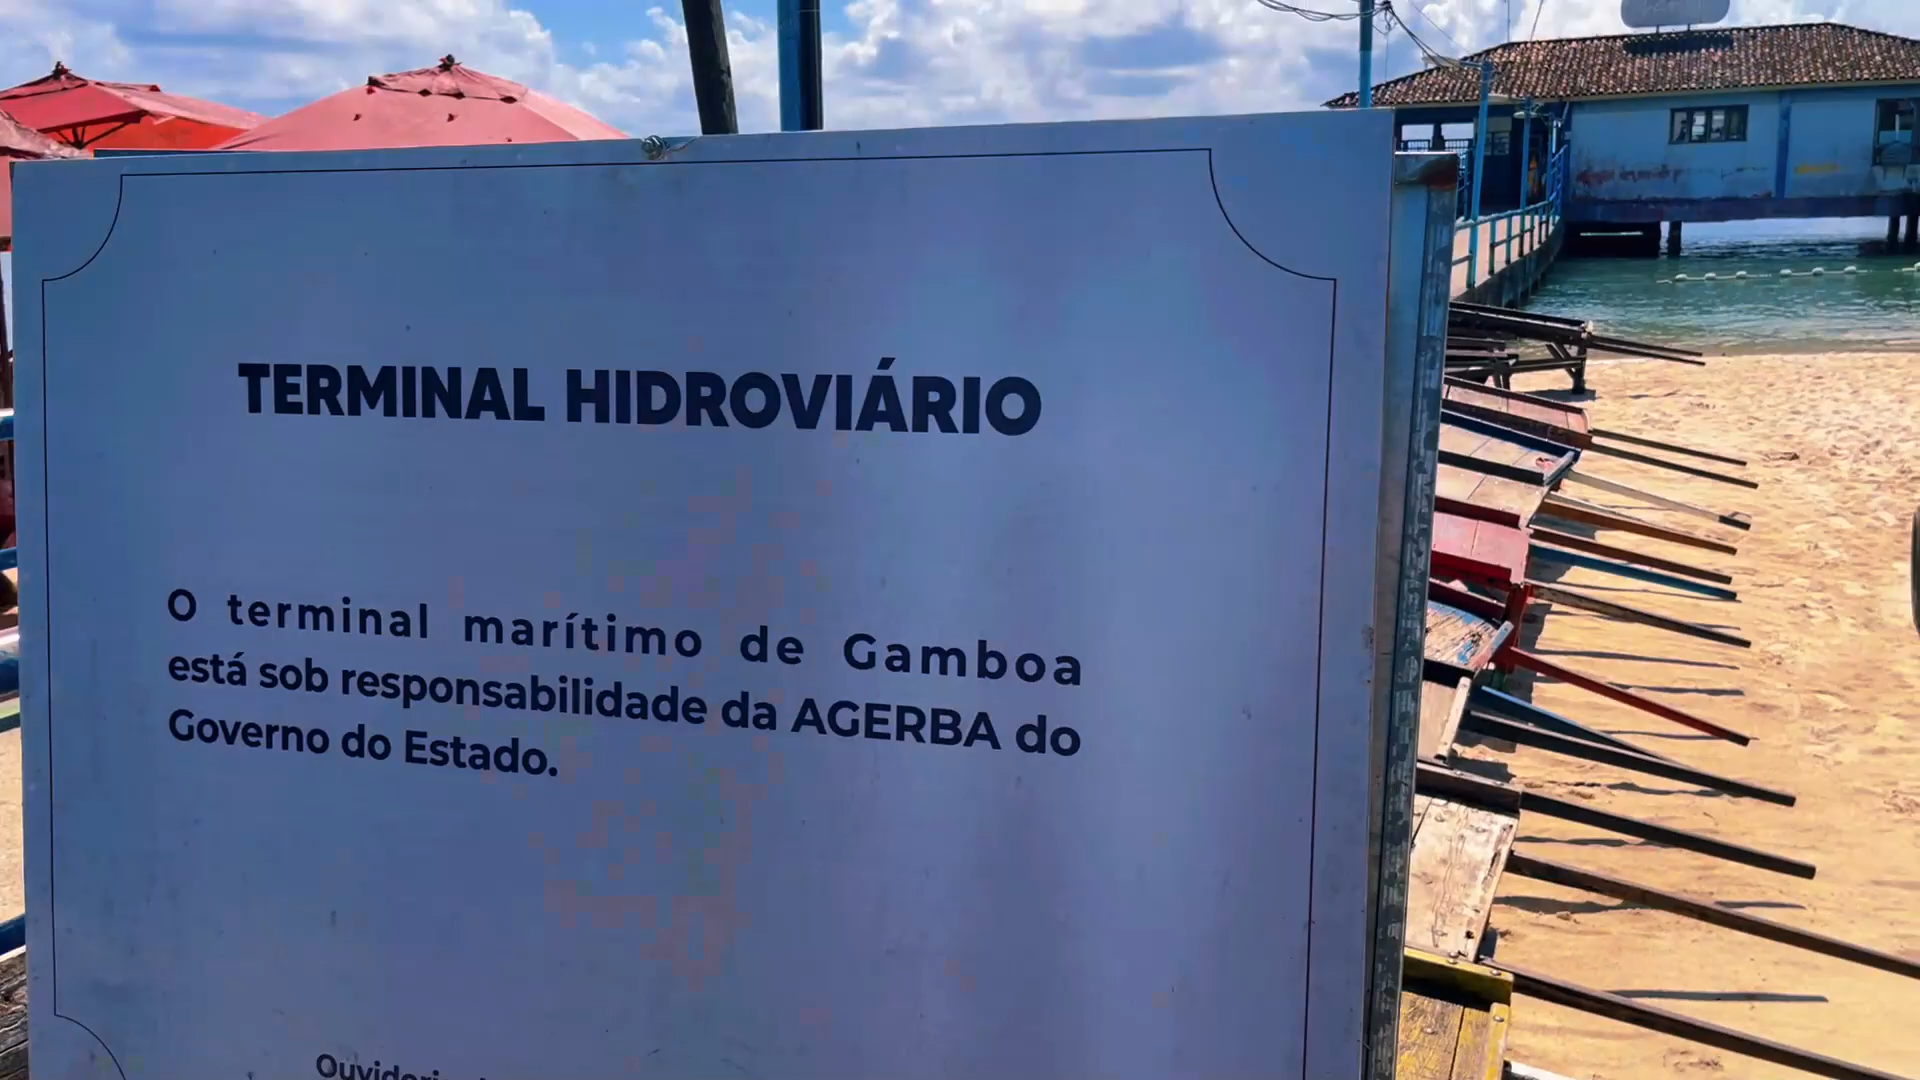 TERMINAL HIDROVIÁRIO
O terminal marítimo de Gamboa
está sob responsabilidade da AGERBA do
Governo do Estado.